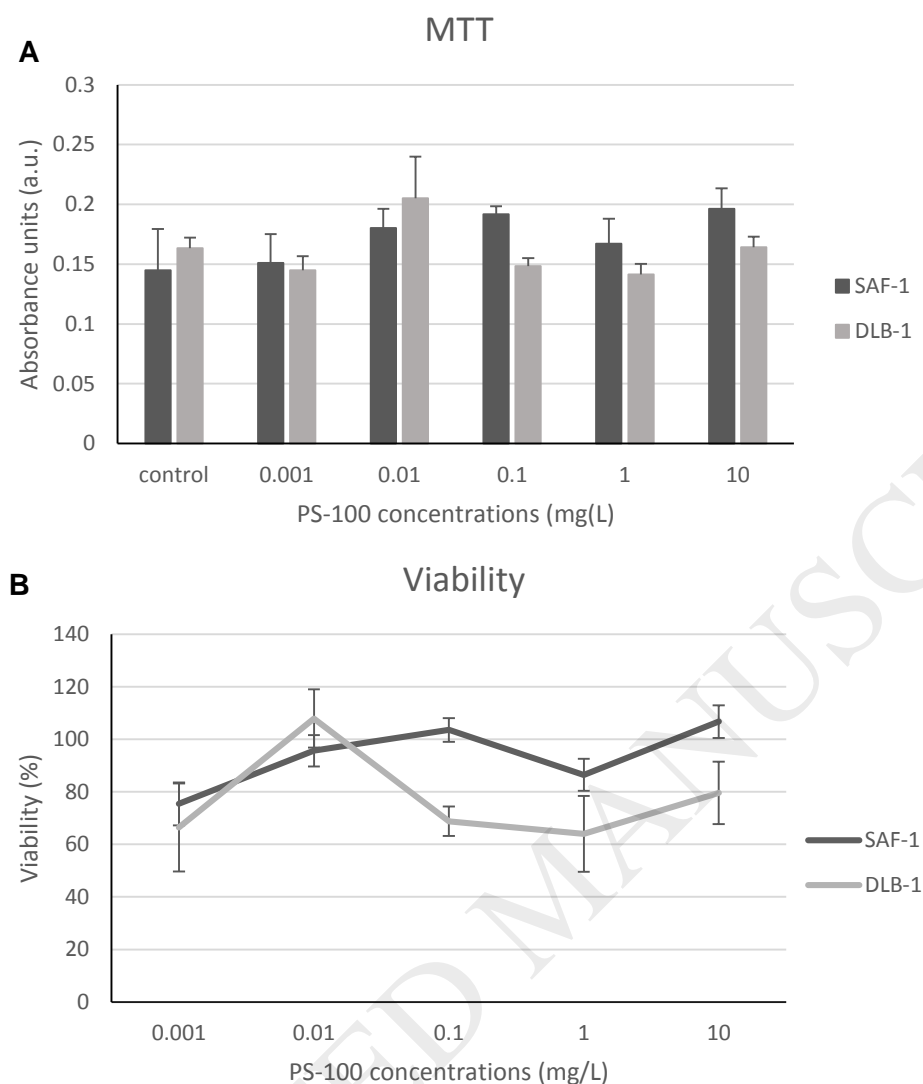 MTT
A
0.3
0.25
0.2
0.15
0.1
0.05
0
Absorbance units (a.u.)
control 0.001 0.01 0.1 1 10
PS-100 concentrations (mg(L)
SAF-1
DLB-1
Viability
B
140
120
100
80
60
40
20
0
Viability (%)
0.001 0.01 0.1 1 10
PS-100 concentrations (mg/L)
SAF-1
DLB-1
ED MANUSC